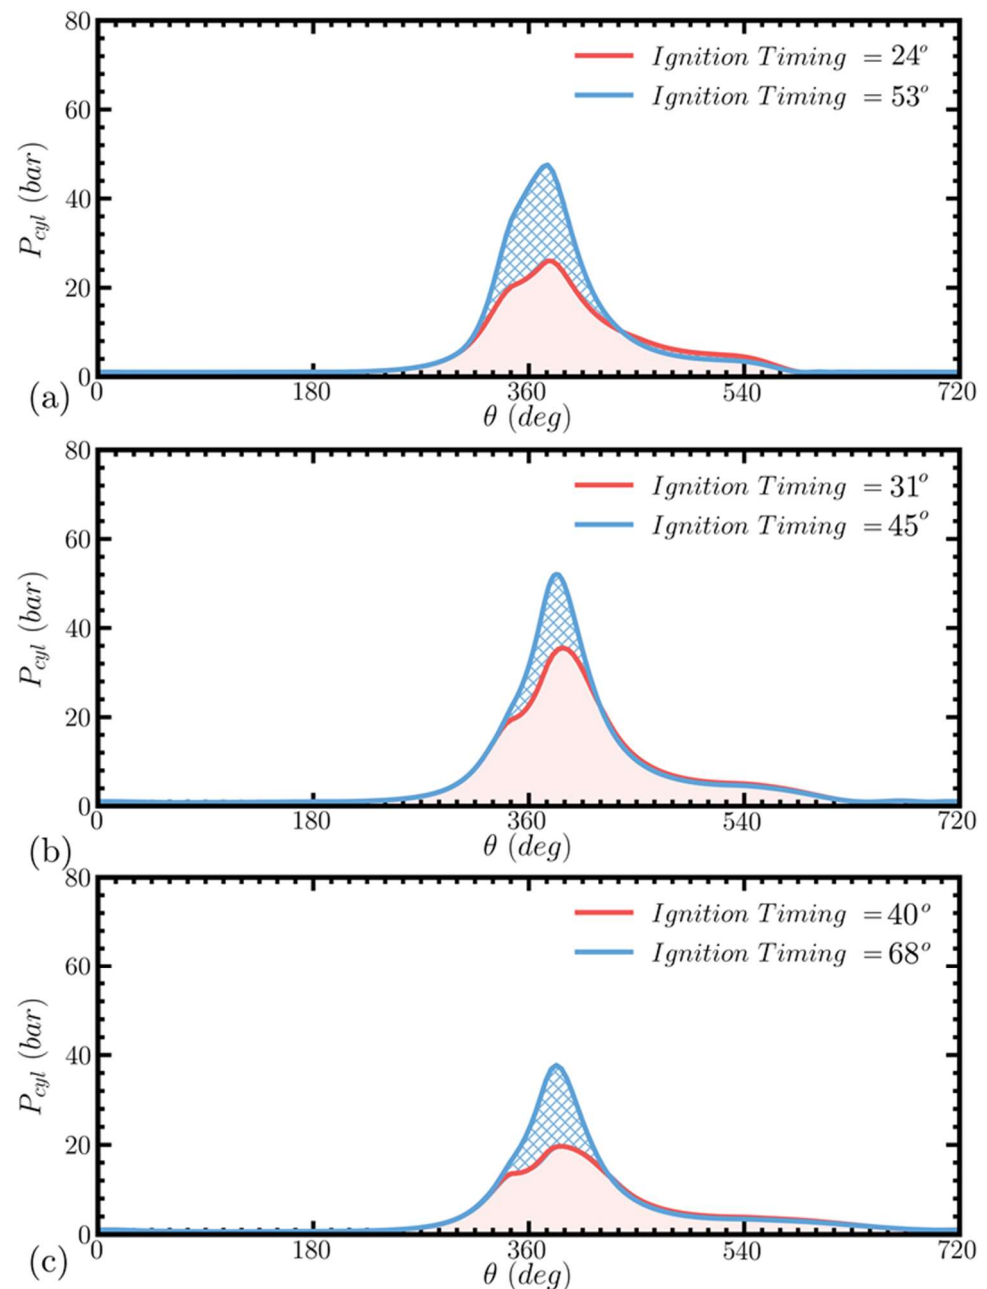 80
Ignition Timing = 24°
Ignition Timing = 53°
60
P_cyl (bar)
40
20
0
0 180 360 540 720
(a)
θ (deg)
80
Ignition Timing = 31°
Ignition Timing = 45°
60
P_cyl (bar)
40
20
0
0 180 360 540 720
(b)
θ (deg)
80
Ignition Timing = 40°
Ignition Timing = 68°
60
P_cyl (bar)
40
20
0
0 180 360 540 720
(c)
θ (deg)